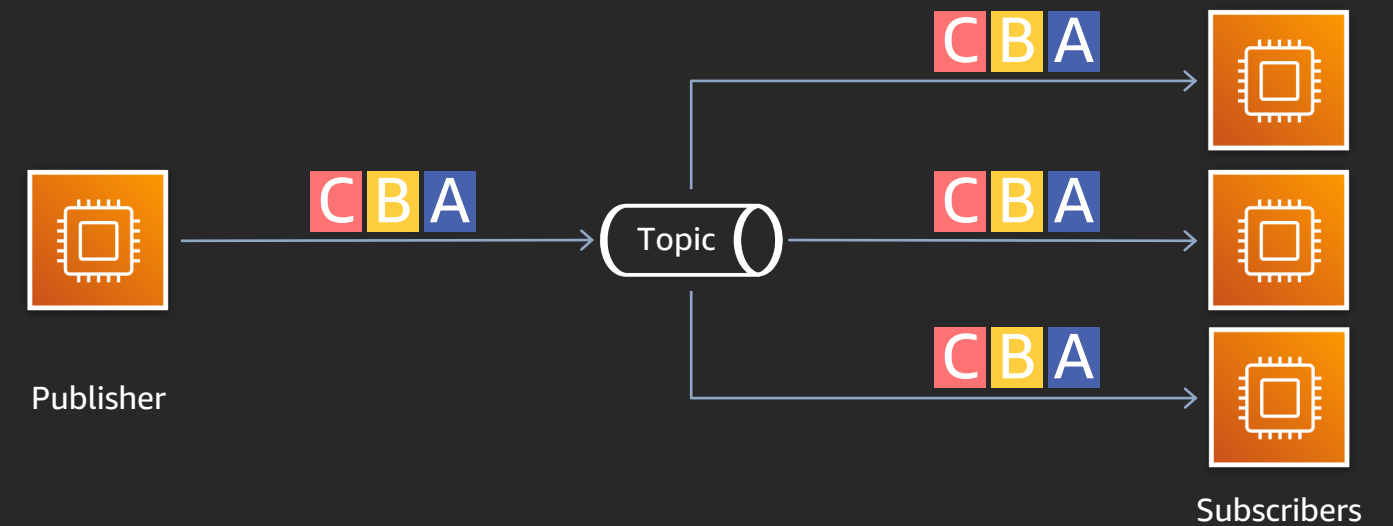 C B A
C B A
Topic
C B A
C B A
Publisher
Subscribers